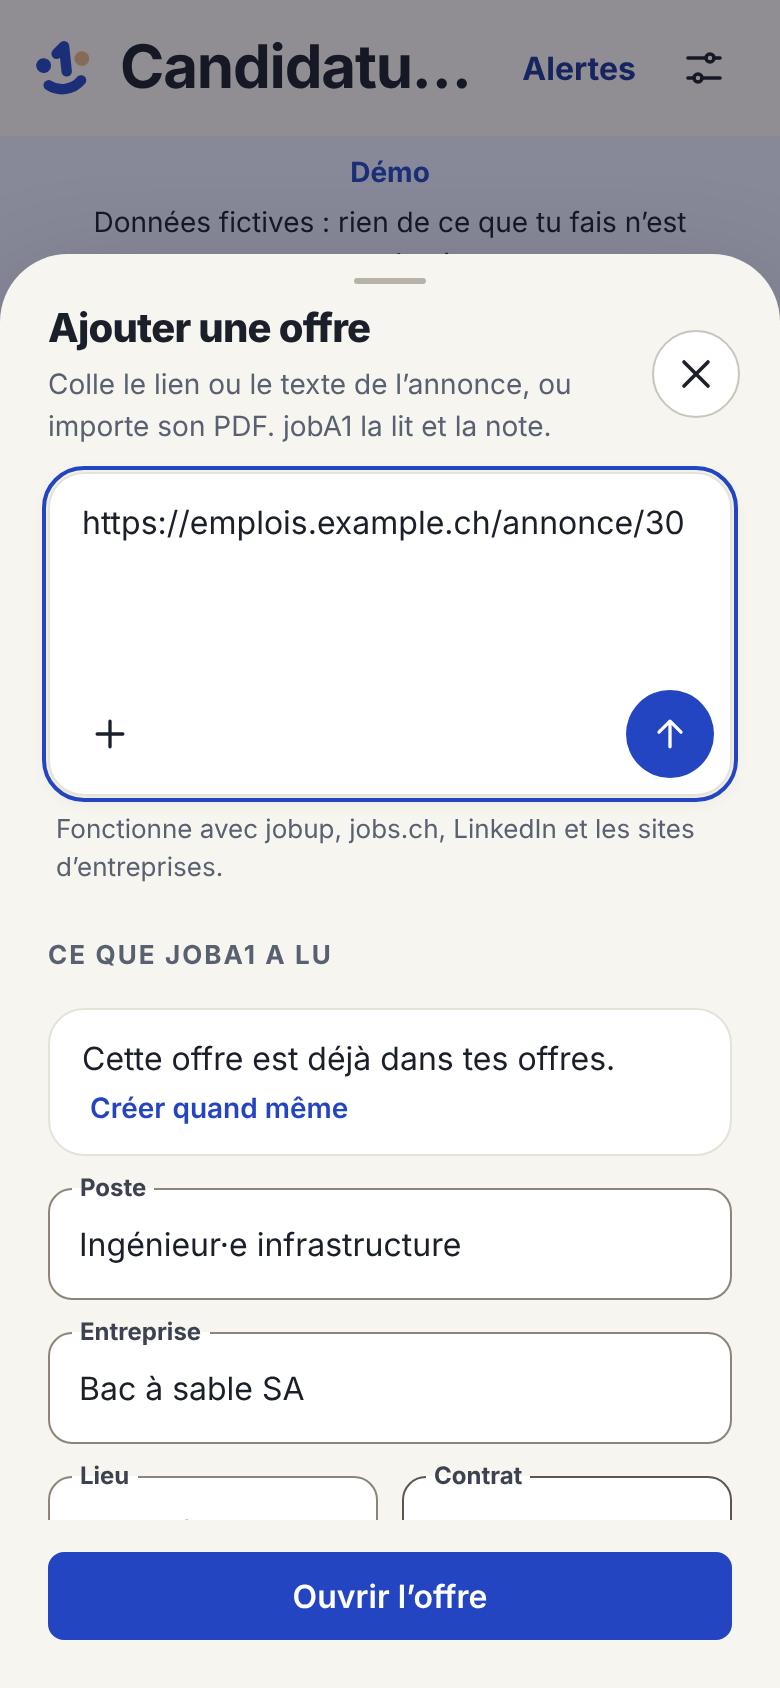 Candidatu...
Alertes
Démo
Données fictives : rien de ce que tu fais n’est
Ajouter une offre
Colle le lien ou le texte de l’annonce, ou
importe son PDF. jobA1 la lit et la note.
https://emplois.example.ch/annonce/30
Fonctionne avec jobup, jobs.ch, LinkedIn et les sites
d’entreprises.
CE QUE JOBA1 A LU
Cette offre est déjà dans tes offres.
Créer quand même
Poste
Ingénieur·e infrastructure
Entreprise
Bac à sable SA
Lieu
Contrat
Ouvrir l’offre